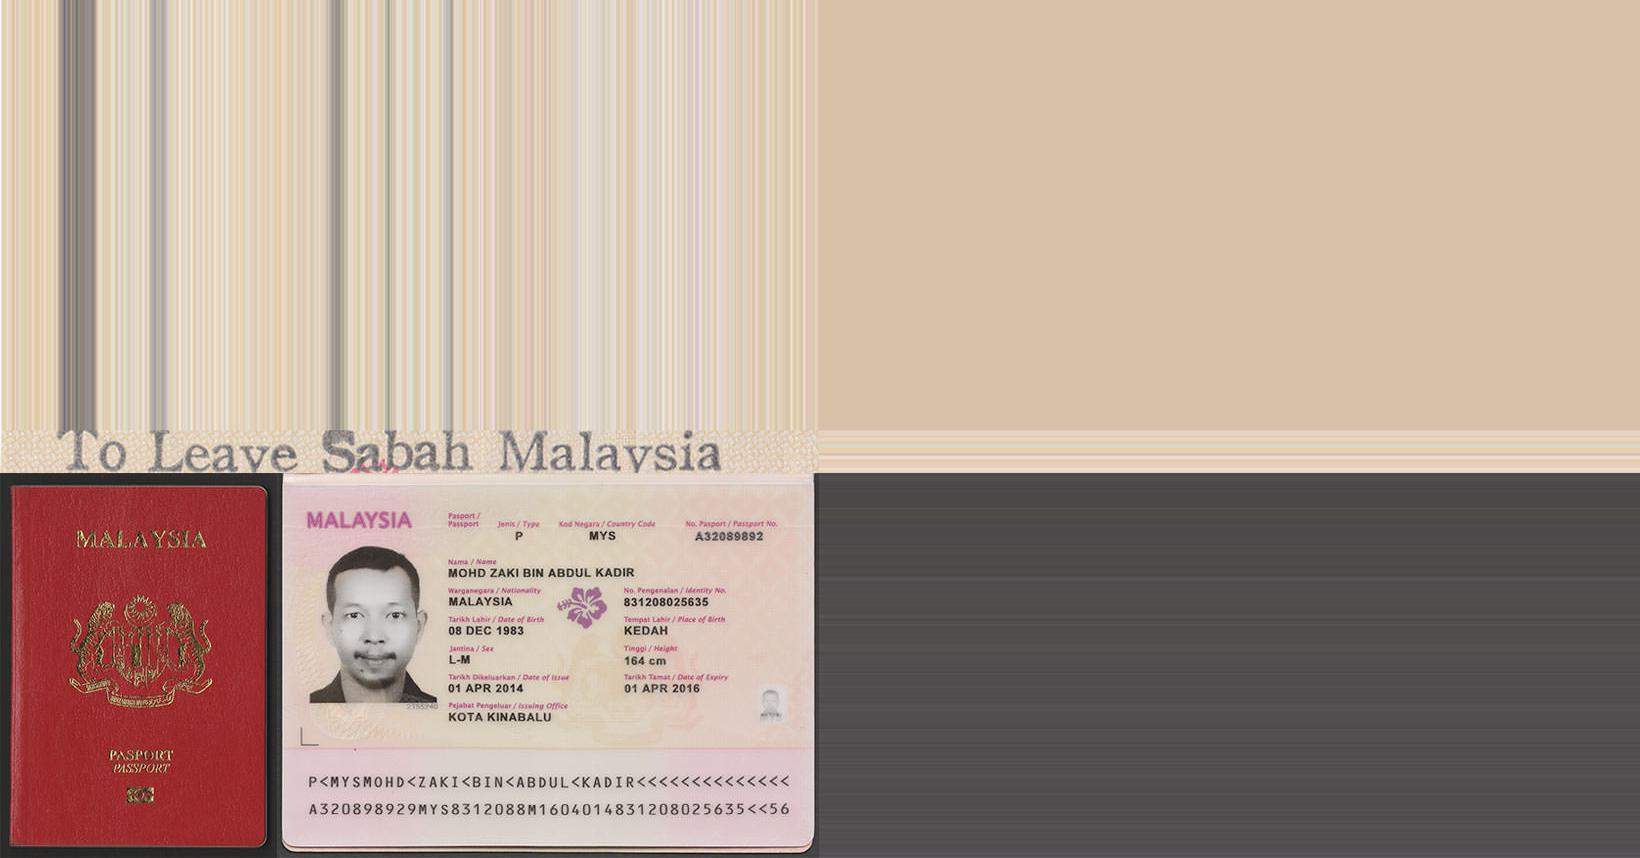 To Leave Sabah Malaysia
MALAYSIA
PASPORT
PASSPORT
MALAYSIA
Pasport / Passport
Jenis / Type
P
Kod Negara / Country Code
MYS
No. Pasport / Passport No.
A32089892
Nama / Name
MOHD ZAKI BIN ABDUL KADIR
Warganegara / Nationality
MALAYSIA
No. Pengenalan / Identity No.
831208025635
Tarikh Lahir / Date of Birth
08 DEC 1983
Tempat Lahir / Place of Birth
KEDAH
Jantina / Sex
L-M
Tinggi / Height
164 cm
Tarikh Dikeluarkan / Date of Issue
01 APR 2014
Tarikh Tamat / Date of Expiry
01 APR 2016
Pejabat Pengeluar / Issuing Office
KOTA KINABALU
P<MYSMOHD<ZAKI<BIN<ABDUL<KADIR<<<<<<<<<<<<<<
A320898929MYS8312088M1604014831208025635<<56